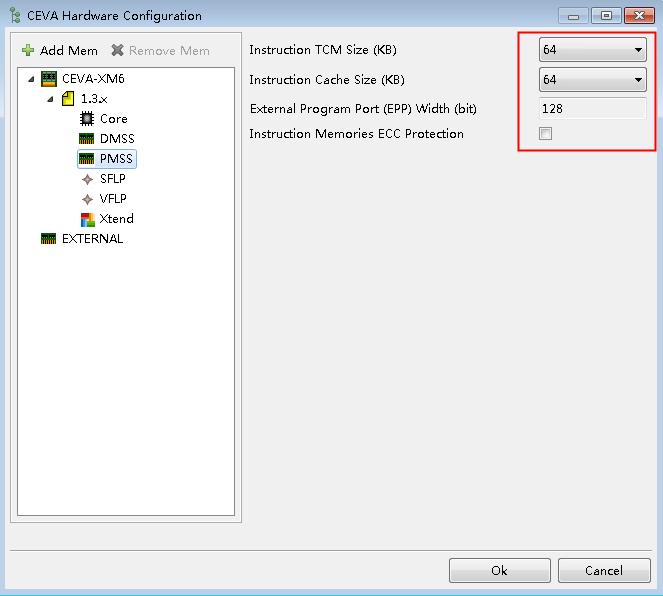 CEVA Hardware Configuration
Add Mem Remove Mem
CEVA-XM6
1.3.x
Core
DMSS
PMSS
SFLP
VFLP
Xtend
EXTERNAL
Instruction TCM Size (KB) 64
Instruction Cache Size (KB) 64
External Program Port (EPP) Width (bit) 128
Instruction Memories ECC Protection
Ok Cancel